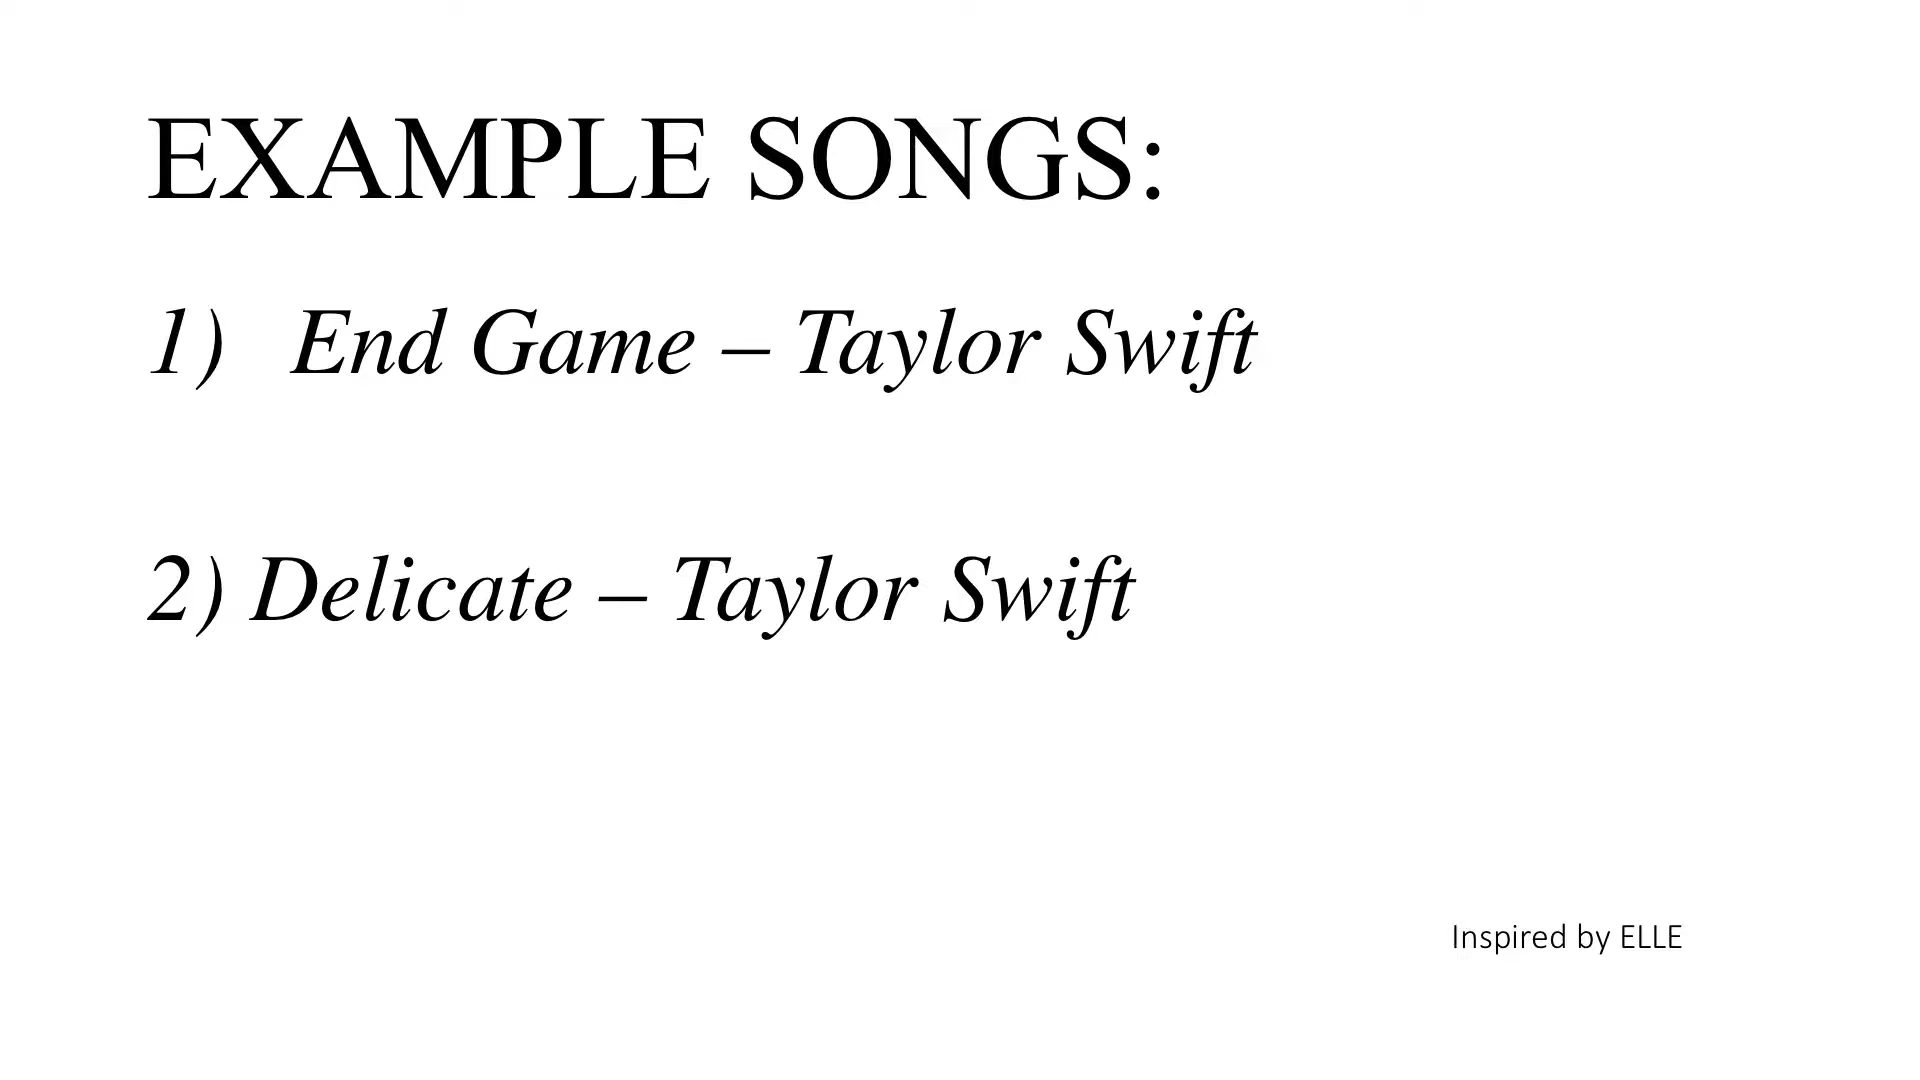 EXAMPLE SONGS:
1) End Game – Taylor Swift
2) Delicate – Taylor Swift
Inspired by ELLE